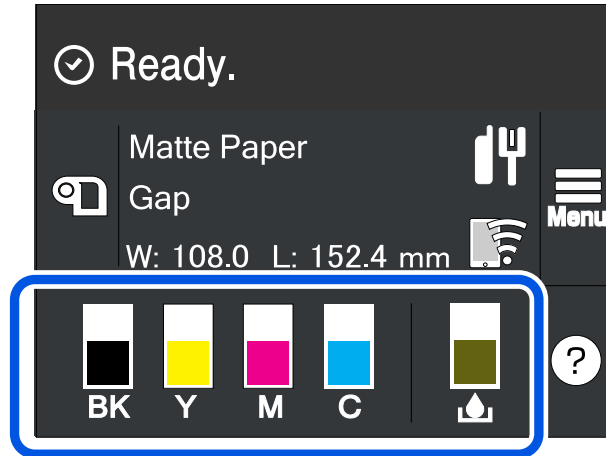 Ready.
Matte Paper
Gap
W: 108.0 L: 152.4 mm
Menu
BK Y M C
?